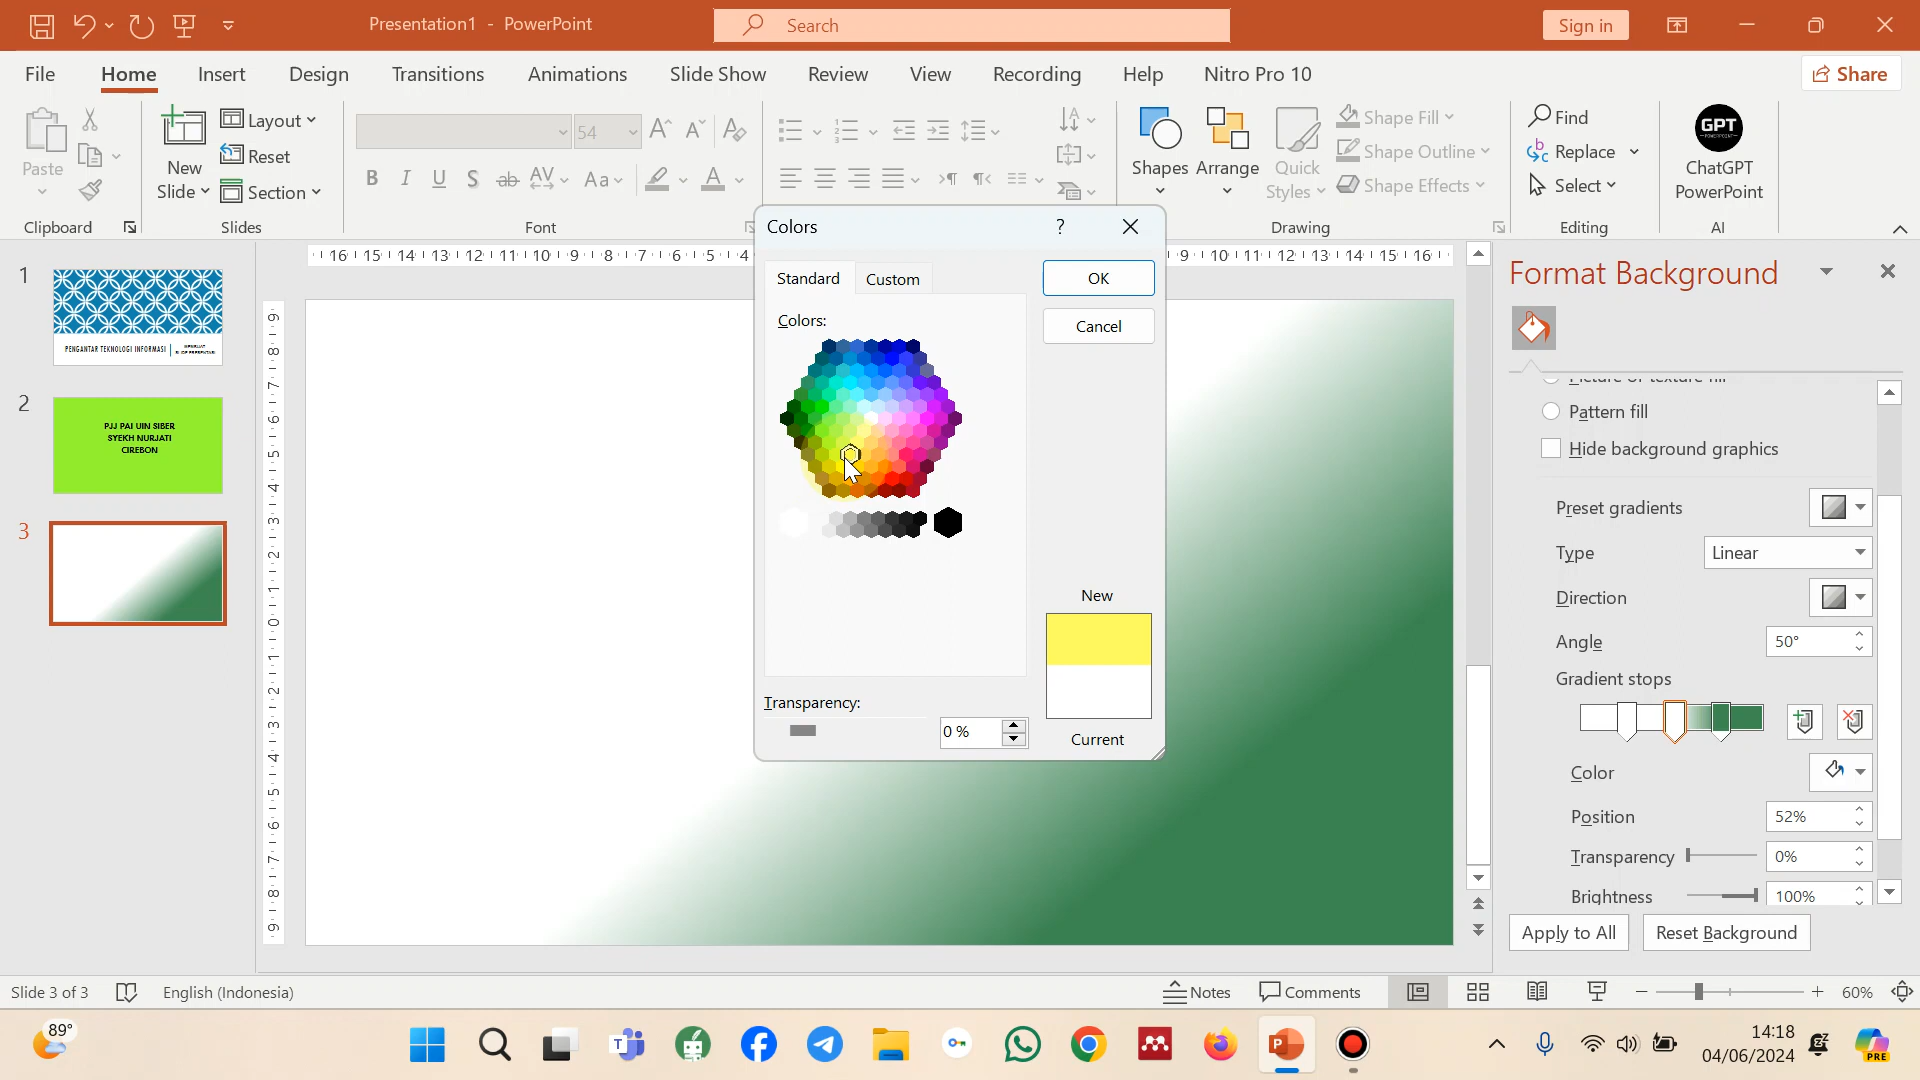 Presentation1 - PowerPoint
Search
Sign in
File Home Insert Design Transitions Animations Slide Show Review View Recording Help Nitro Pro 10
Share
Paste
New Slide
Layout
Reset
Section
54
Shapes
Arrange
Quick Styles
Shape Fill
Shape Outline
Shape Effects
Find
Replace
Select
GPT
ChatGPT
PowerPoint
Clipboard
Slides
Font
Drawing
Editing
AI
Format Background
1
PENGANTAR TEKNOLOGI INFORMASI
2
PJJ PAI UIN SIBER
SYEKH NURJATI
CIREBON
3
Colors
?
Standard Custom
OK
Cancel
Colors:
New
Current
Transparency:
0 %
Picture or texture fill
Pattern fill
Hide background graphics
Preset gradients
Type Linear
Direction
Angle 50°
Gradient stops
Color
Position 52%
Transparency 0%
Brightness 100%
Apply to All
Reset Background
Slide 3 of 3
English (Indonesia)
Notes
Comments
60%
89°
14:18
04/06/2024
PRE